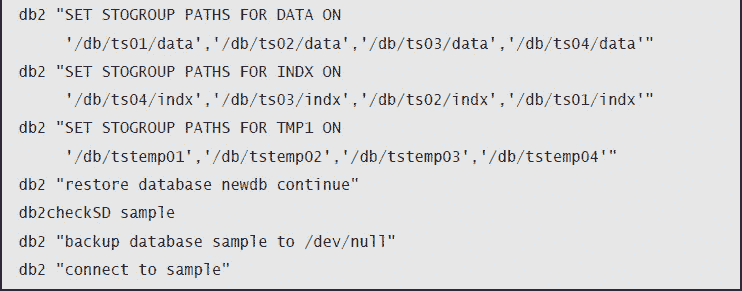 db2 "SET STOGROUP PATHS FOR DATA ON
'/db/ts01/data','/db/ts02/data','/db/ts03/data','/db/ts04/data'"
db2 "SET STOGROUP PATHS FOR INDX ON
'/db/ts04/indx','/db/ts03/indx','/db/ts02/indx','/db/ts01/indx'"
db2 "SET STOGROUP PATHS FOR TMP1 ON
'/db/tstemp01','/db/tstemp02','/db/tstemp03','/db/tstemp04'"
db2 "restore database newdb continue"
db2checkSD sample
db2 "backup database sample to /dev/null"
db2 "connect to sample"